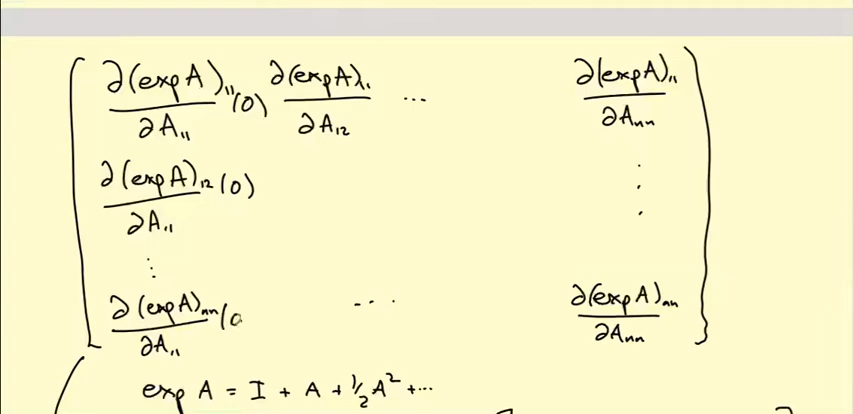 ∂(exp A)₁₁/∂A₁₁ (0) ∂(exp A)₁₁/∂A₁₂ ... ∂(exp A)₁₁/∂Aₙₙ
∂(exp A)₁₂/∂A₁₁ (0) ⋮
⋮
∂(exp A)ₙₙ/∂A₁₁ (0 ... ∂(exp A)ₙₙ/∂Aₙₙ
exp A = I + A + ½A² + ...